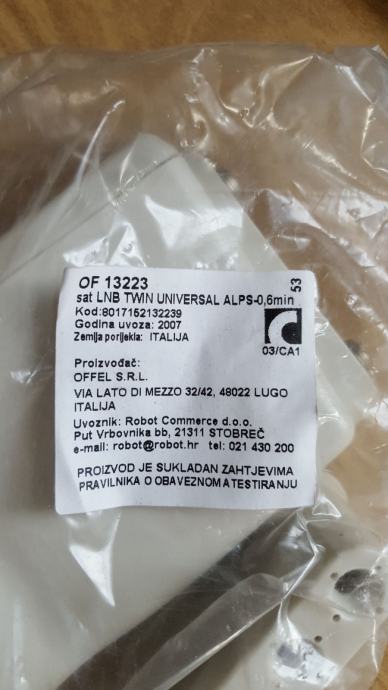 OF 13223
53
sat LNB TWIN UNIVERSAL ALPS-0,6min
Kod:8017152132239
Godina uvoza: 2007
Zemlja porijekla: ITALIJA
03/CA1
Proizvođač:
OFFEL S.R.L.
VIA LATO DI MEZZO 32/42, 48022 LUGO
ITALIJA
Uvoznik: Robot Commerce d.o.o.
Put Vrbovnika bb, 21311 STOBREČ
e-mail: robot@robot.hr tel: 021 430 200
PROIZVOD JE SUKLADAN ZAHTJEVIMA
PRAVILNIKA O OBAVEZNOM ATESTIRANJU